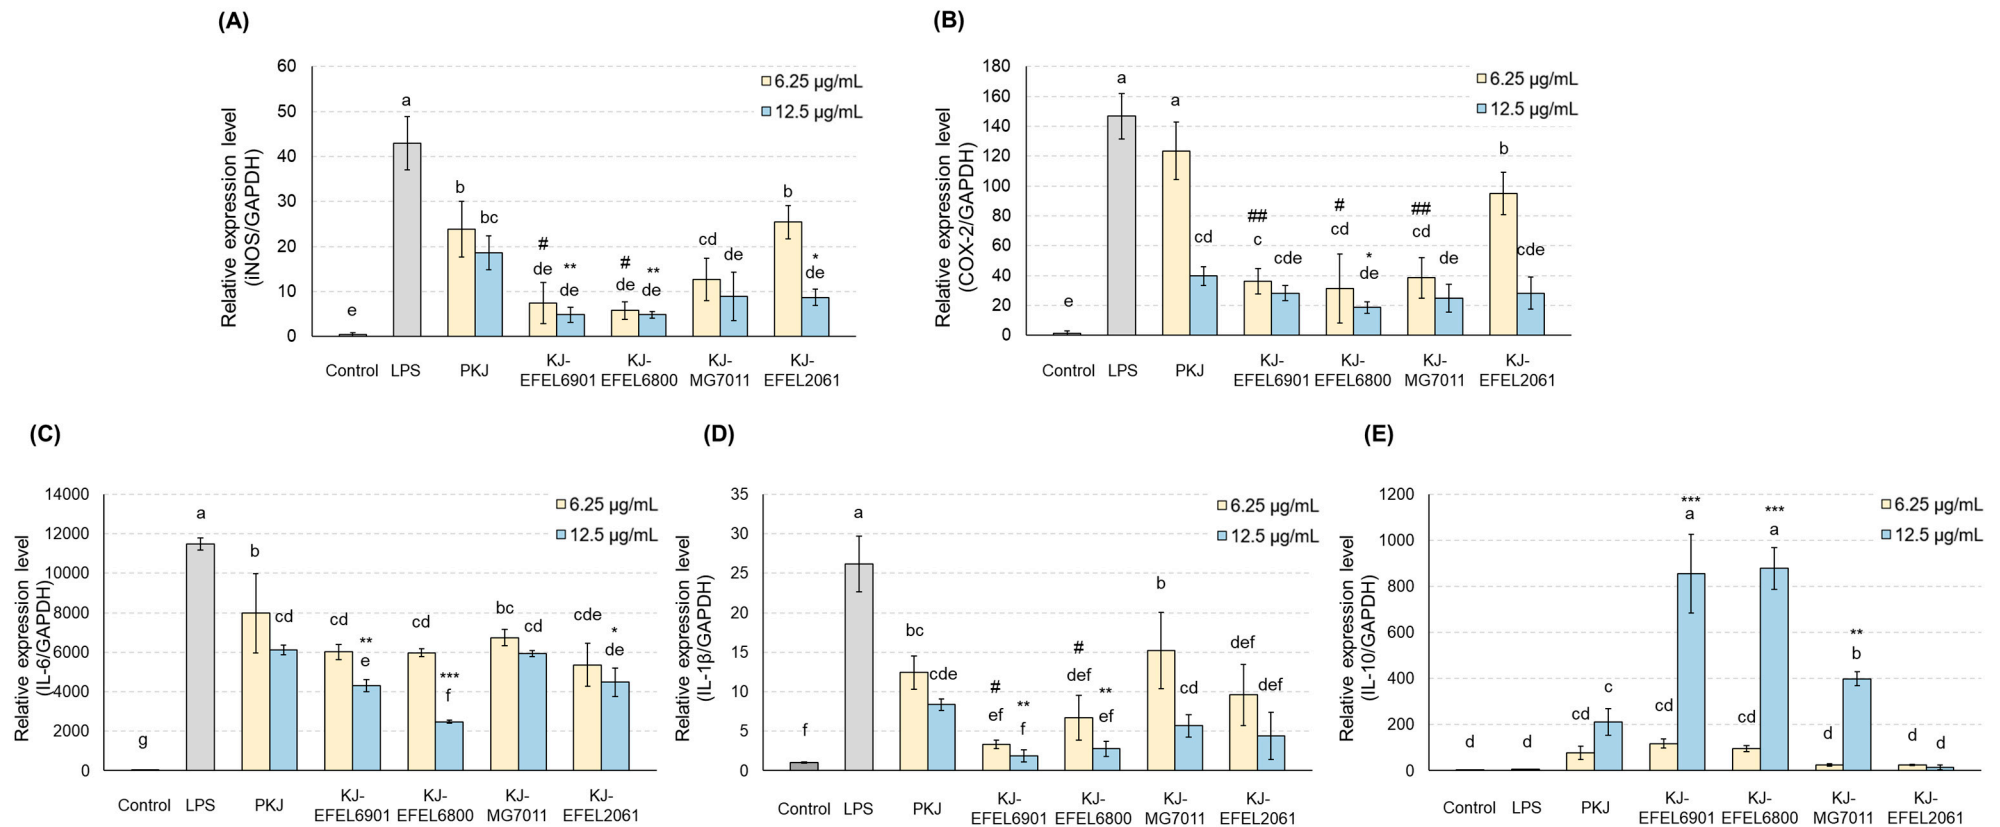 (A)
Relative expression level
(iNOS/GAPDH)
60
50
40
30
20
10
0
6.25 µg/mL
12.5 µg/mL
e
a
b
bc
#
de
**
de
#
de
**
de
cd
de
b
*
de
Control
LPS
PKJ
KJ-
EFEL6901
KJ-
EFEL6800
KJ-
MG7011
KJ-
EFEL2061
(B)
Relative expression level
(COX-2/GAPDH)
180
160
140
120
100
80
60
40
20
0
6.25 µg/mL
12.5 µg/mL
e
a
a
cd
##
c
cde
#
cd
*
de
##
cd
de
b
cde
Control
LPS
PKJ
KJ-
EFEL6901
KJ-
EFEL6800
KJ-
MG7011
KJ-
EFEL2061
(C)
Relative expression level
(IL-6/GAPDH)
14000
12000
10000
8000
6000
4000
2000
0
6.25 µg/mL
12.5 µg/mL
g
a
b
cd
cd
**
e
cd
***
f
bc
cd
cde
*
de
Control
LPS
PKJ
KJ-
EFEL6901
KJ-
EFEL6800
KJ-
MG7011
KJ-
EFEL2061
(D)
Relative expression level
(IL-1β/GAPDH)
35
30
25
20
15
10
5
0
6.25 µg/mL
12.5 µg/mL
f
a
bc
cde
#
ef
**
f
#
def
**
ef
b
cd
def
def
Control
LPS
PKJ
KJ-
EFEL6901
KJ-
EFEL6800
KJ-
MG7011
KJ-
EFEL2061
(E)
Relative expression level
(IL-10/GAPDH)
1200
1000
800
600
400
200
0
6.25 µg/mL
12.5 µg/mL
d
d
cd
c
cd
***
a
cd
***
a
d
**
b
d
d
Control
LPS
PKJ
KJ-
EFEL6901
KJ-
EFEL6800
KJ-
MG7011
KJ-
EFEL2061